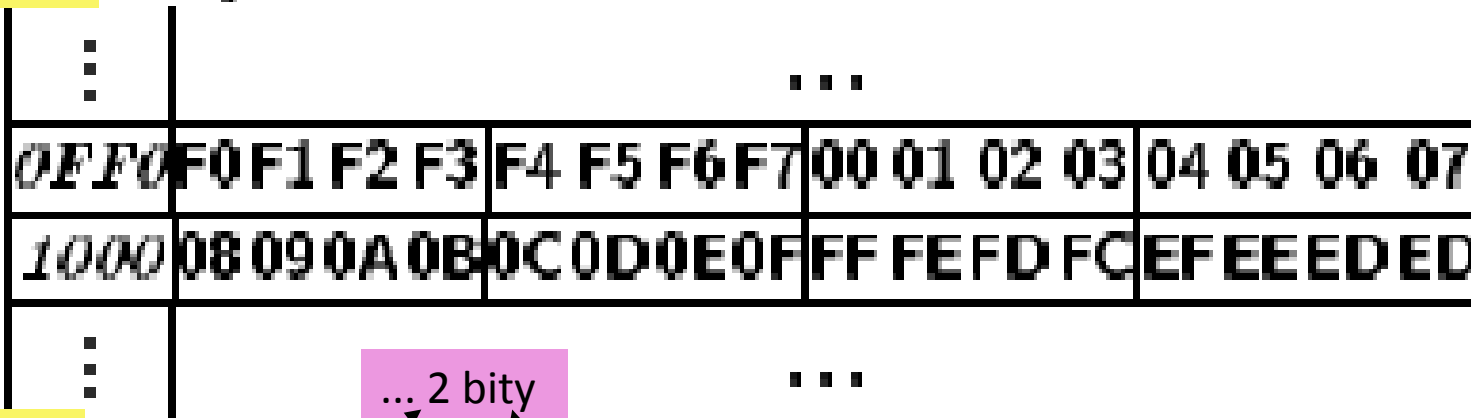 ...
0FF0 F0 F1 F2 F3 F4 F5 F6 F7 00 01 02 03 04 05 06 07
1000 08 09 0A 0B 0C 0D 0E 0F FF FE FD FC EF EE ED ED
...
... 2 bity